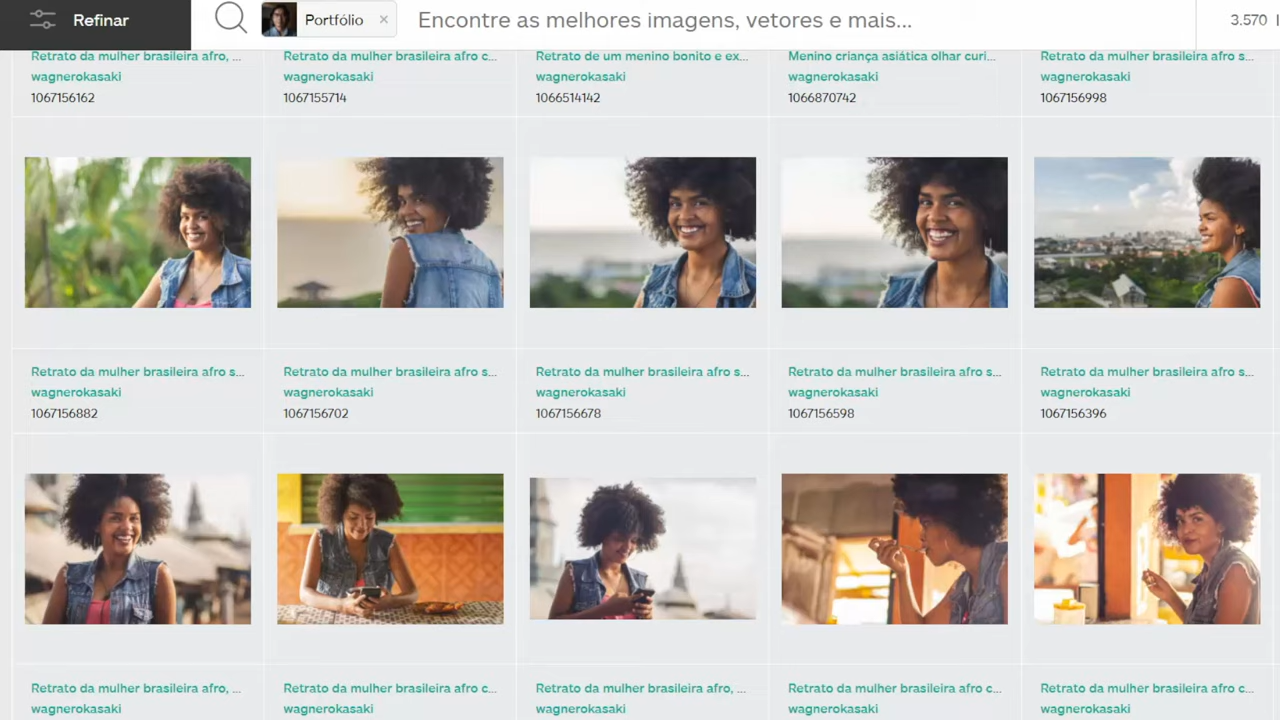 Refinar
Portfólio ×
Encontre as melhores imagens, vetores e mais...
3.570
Retrato da mulher brasileira afro, ...
wagnerokasaki
1067156162
Retrato da mulher brasileira afro c...
wagnerokasaki
1067155714
Retrato de um menino bonito e ex...
wagnerokasaki
1066514142
Menino criança asiática olhar curi...
wagnerokasaki
1066870742
Retrato da mulher brasileira afro s...
wagnerokasaki
1067156998
Retrato da mulher brasileira afro s...
wagnerokasaki
1067156882
Retrato da mulher brasileira afro s...
wagnerokasaki
1067156702
Retrato da mulher brasileira afro s...
wagnerokasaki
1067156678
Retrato da mulher brasileira afro s...
wagnerokasaki
1067156598
Retrato da mulher brasileira afro s...
wagnerokasaki
1067156396
Retrato da mulher brasileira afro, ...
wagnerokasaki
Retrato da mulher brasileira afro c...
wagnerokasaki
Retrato da mulher brasileira afro, ...
wagnerokasaki
Retrato da mulher brasileira afro c...
wagnerokasaki
Retrato da mulher brasileira afro c...
wagnerokasaki